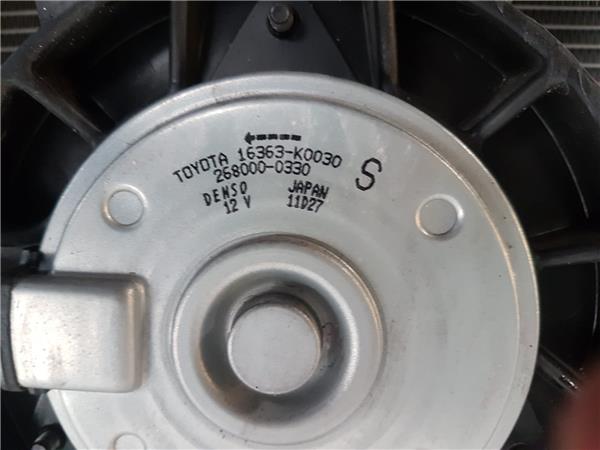 TOYOTA 16363-K0030
268000-0330
S
DENSO JAPAN
12 V 11D27